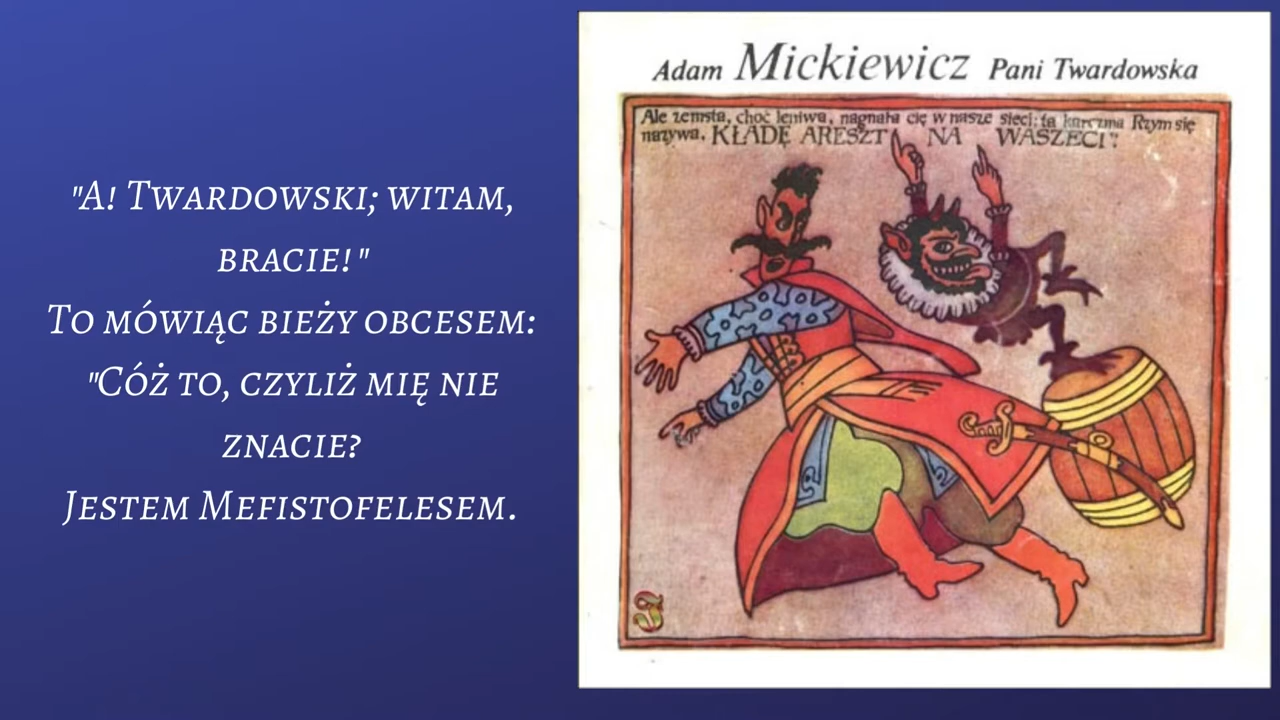 "A! Twardowski; witam,
bracie!"
To mówiąc bieży obcesem:
"Cóż to, czyliż mię nie
znacie?
Jestem Mefistofelesem.
Adam Mickiewicz Pani Twardowska
Ale zemsta, choć leniwa, nagnała cię w nasze sieci: ta karczma Rzym się
nazywa, KŁADĘ ARESZT NA WASZECI!"